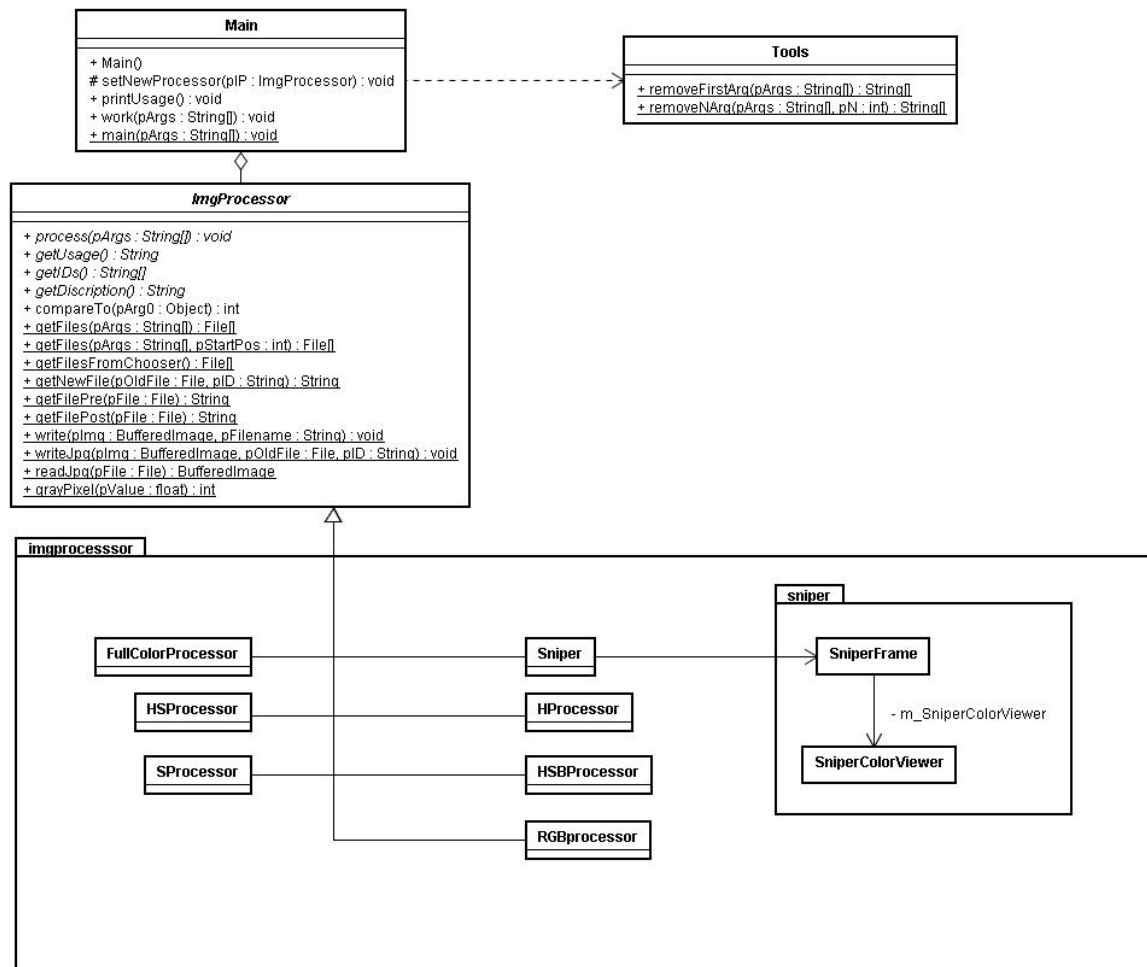 Main
+ Main()
# setNewProcessor(pIP : ImgProcessor) : void
+ printUsage() : void
+ work(pArgs : String[]) : void
+ main(pArgs : String[]) : void
Tools
+ removeFirstArg(pArgs : String[]) : String[]
+ removeNArg(pArgs : String[], pN : int) : String[]
ImgProcessor
+ process(pArgs : String[]) : void
+ getUsage() : String
+ getIDs() : String[]
+ getDiscription() : String
+ compareTo(pArg0 : Object) : int
+ getFiles(pArgs : String[]) : File[]
+ getFiles(pArgs : String[], pStartPos : int) : File[]
+ getFilesFromChooser() : File[]
+ getNewFile(pOldFile : File, pID : String) : String
+ getFilePre(pFile : File) : String
+ getFilePost(pFile : File) : String
+ write(pImg : BufferedImage, pFilename : String) : void
+ writeJpg(pImg : BufferedImage, pOldFile : File, pID : String) : void
+ readJpg(pFile : File) : BufferedImage
+ grayPixel(pValue : float) : int
imgprocesssor
sniper
FullColorProcessor
Sniper
SniperFrame
HSProcessor
HProcessor
- m_SniperColorViewer
SProcessor
HSBProcessor
SniperColorViewer
RGBprocessor